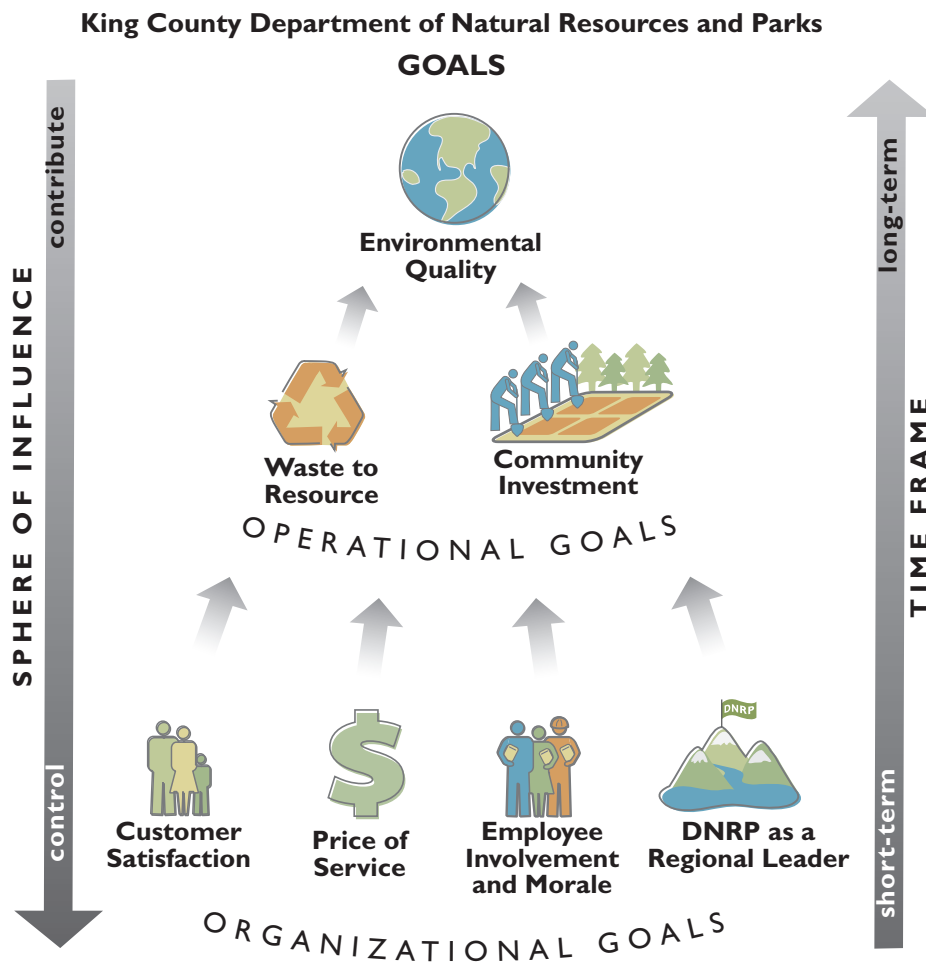 King County Department of Natural Resources and Parks
GOALS
SPHERE OF INFLUENCE
contribute
control
TIME FRAME
long-term
short-term
Environmental
Quality
Waste to
Resource
Community
Investment
OPERATIONAL GOALS
DNRP
Customer
Satisfaction
Price of
Service
Employee
Involvement
and Morale
DNRP as a
Regional Leader
ORGANIZATIONAL GOALS